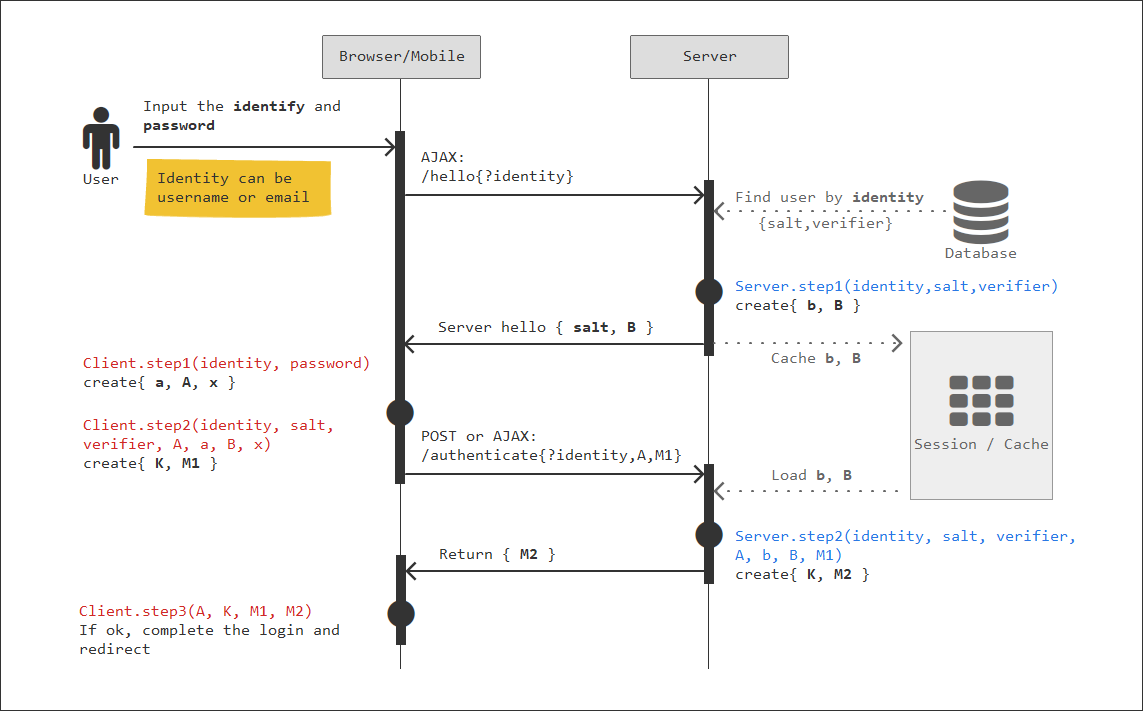 Browser/Mobile
Server
Input the identify and
password
User
Identity can be
username or email
AJAX:
/hello{?identity}
Find user by identity
{salt,verifier}
Database
Server.step1(identity,salt,verifier)
create{ b, B }
Server hello { salt, B }
Cache b, B
Client.step1(identity, password)
create{ a, A, x }
Client.step2(identity, salt,
verifier, A, a, B, x)
create{ K, M1 }
POST or AJAX:
/authenticate{?identity,A,M1}
Session / Cache
Load b, B
Server.step2(identity, salt, verifier,
A, b, B, M1)
create{ K, M2 }
Return { M2 }
Client.step3(A, K, M1, M2)
If ok, complete the login and
redirect